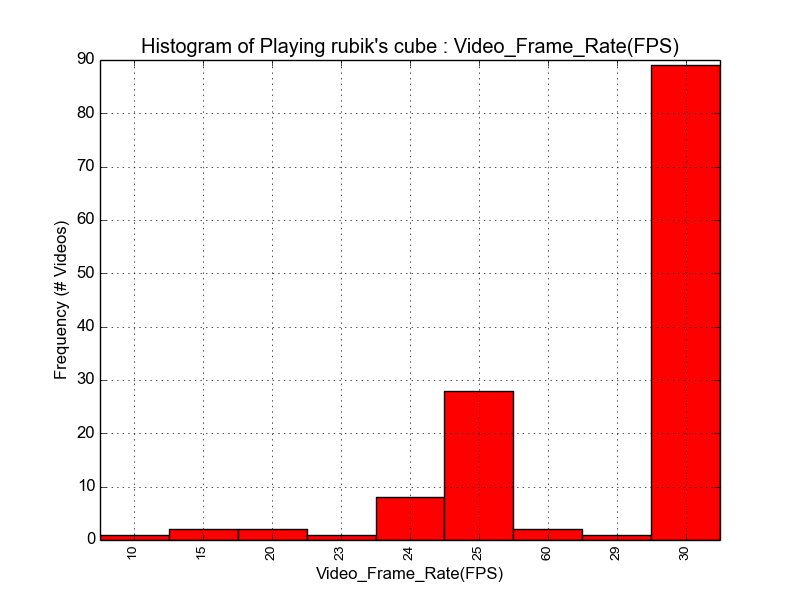 Histogram of Playing rubik's cube : Video_Frame_Rate(FPS)
90
80
70
60
50
40
30
20
10
0
Frequency (# Videos)
10 15 20 23 24 25 60 29 30
Video_Frame_Rate(FPS)